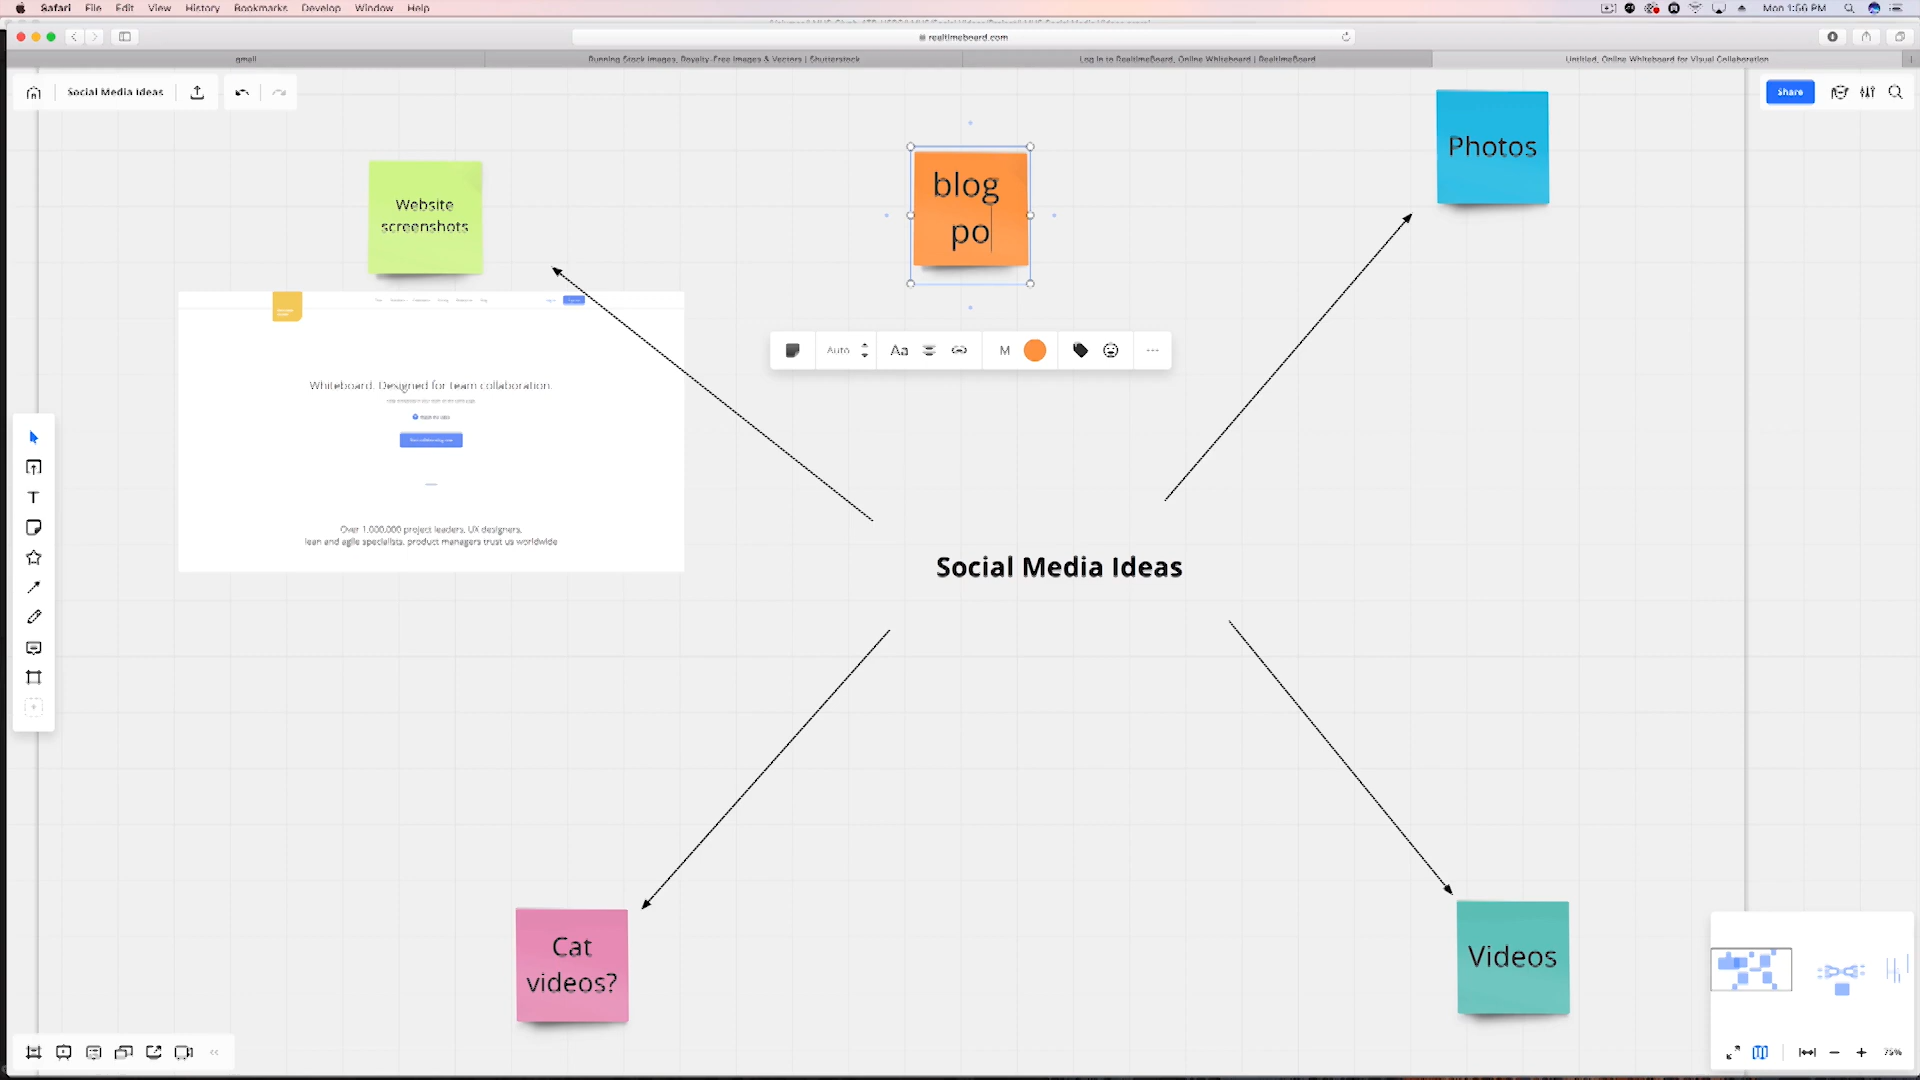 Safari File Edit View History Bookmarks Develop Window Help
Mon 1:56 PM
realtimeboard.com
gmail
Running Stock Images, Royalty-Free Images & Vectors | Shutterstock
Log in to RealtimeBoard, Online Whiteboard | RealtimeBoard
Untitled, Online Whiteboard for Visual Collaboration
Social Media Ideas
Share
Photos
blog
po
Website
screenshots
Auto
Aa
M
Whiteboard. Designed for team collaboration.
Over 1,000,000 project leaders, UX designers,
lean and agile specialists, product managers trust us worldwide
T
Social Media Ideas
Cat
videos?
Videos
75%